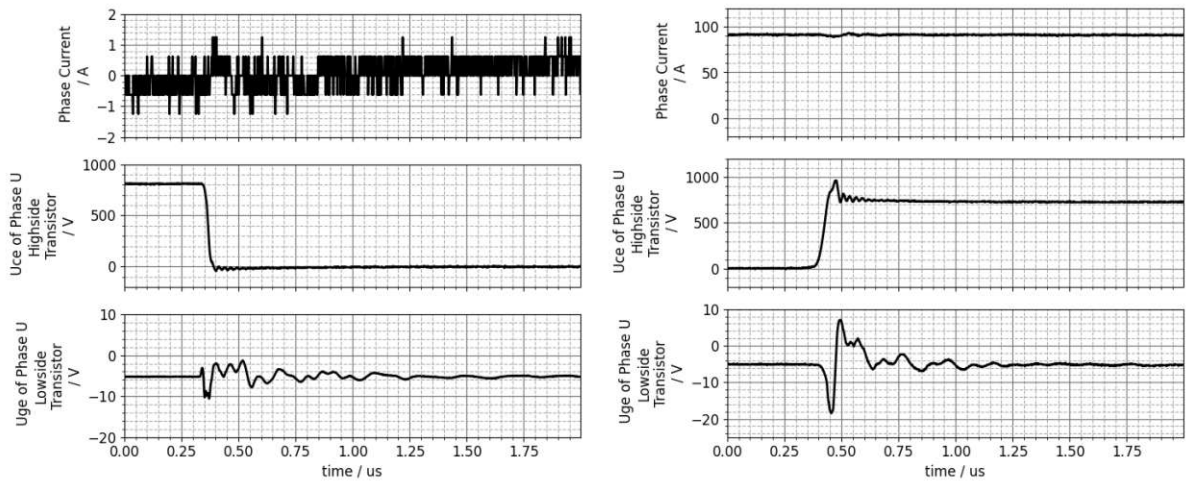 Phase Current
/ A
2
1
0
−1
−2
Uce of Phase U
Highside
Transistor
/ V
1000
500
0
Uge of Phase U
Lowside
Transistor
/ V
10
0
−10
−20
0.00 0.25 0.50 0.75 1.00 1.25 1.50 1.75
time / us
Phase Current
/ A
100
50
0
Uce of Phase U
Highside
Transistor
/ V
1000
500
0
Uge of Phase U
Lowside
Transistor
/ V
10
0
−10
−20
0.00 0.25 0.50 0.75 1.00 1.25 1.50 1.75
time / us